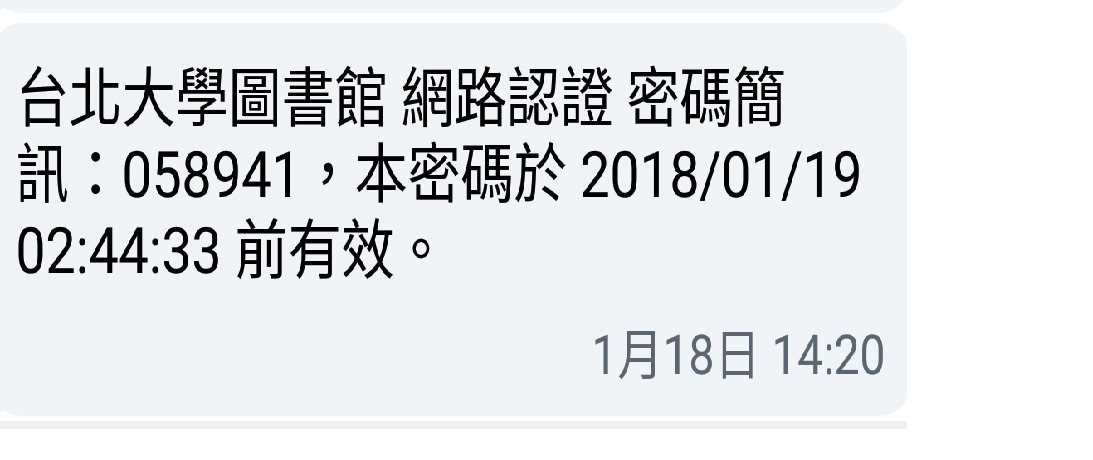 台北大學圖書館 網路認證 密碼簡
訊：058941，本密碼於 2018/01/19
02:44:33 前有效。
1月18日 14:20